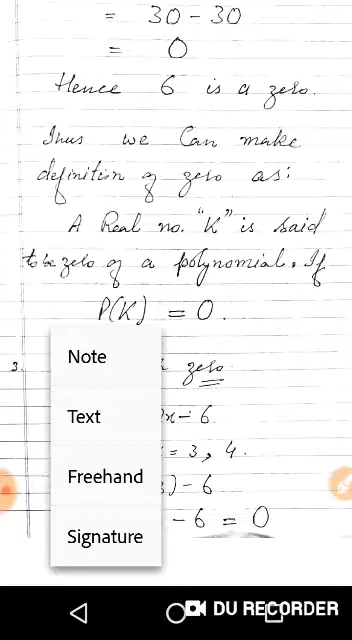 = 30 - 30
= 0
Hence 6 is a zero.
Thus we Can make
definition of zero as:
A Real no. "K" is said
to be zero of a polynomial. If
P(K) = 0.
Note
3. zero
Text x - 6
= 3, 4.
Freehand ) - 6
Signature - 6 = 0
DU RECORDER